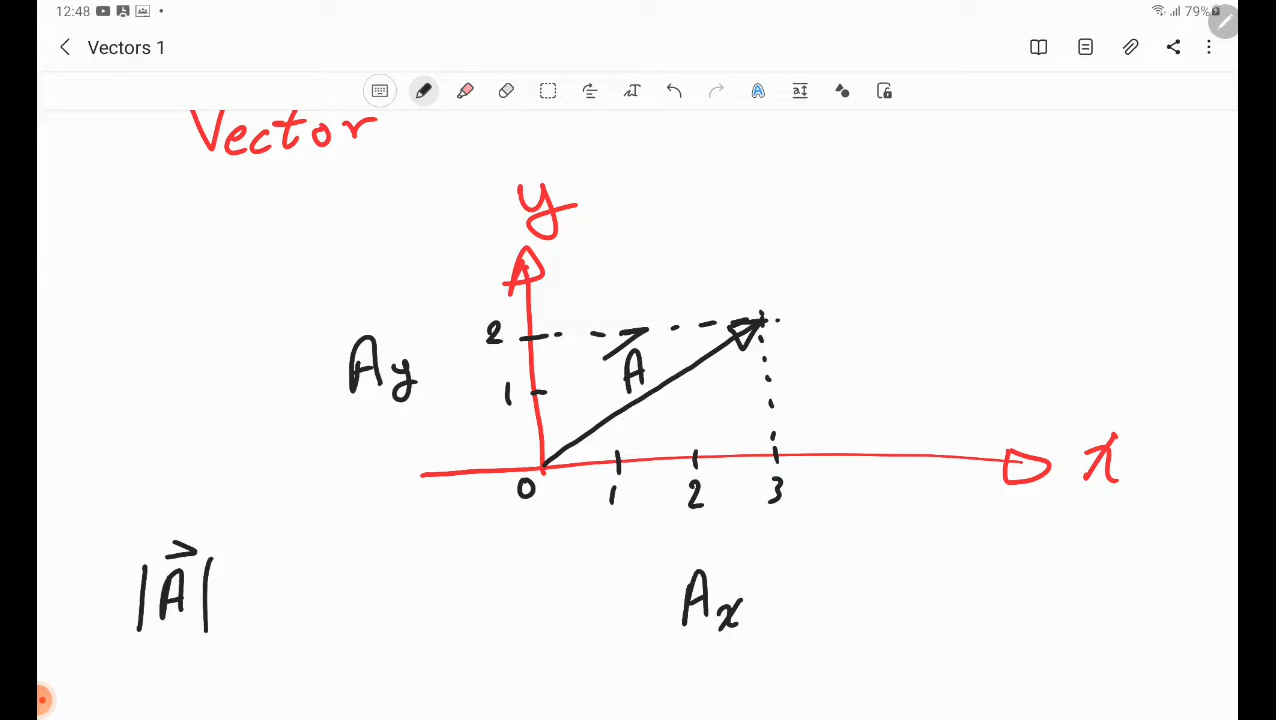 12:48
79%
Vectors 1
Vector
y
2
A
Ay
1
x
0 1 2 3
|A|
Ax